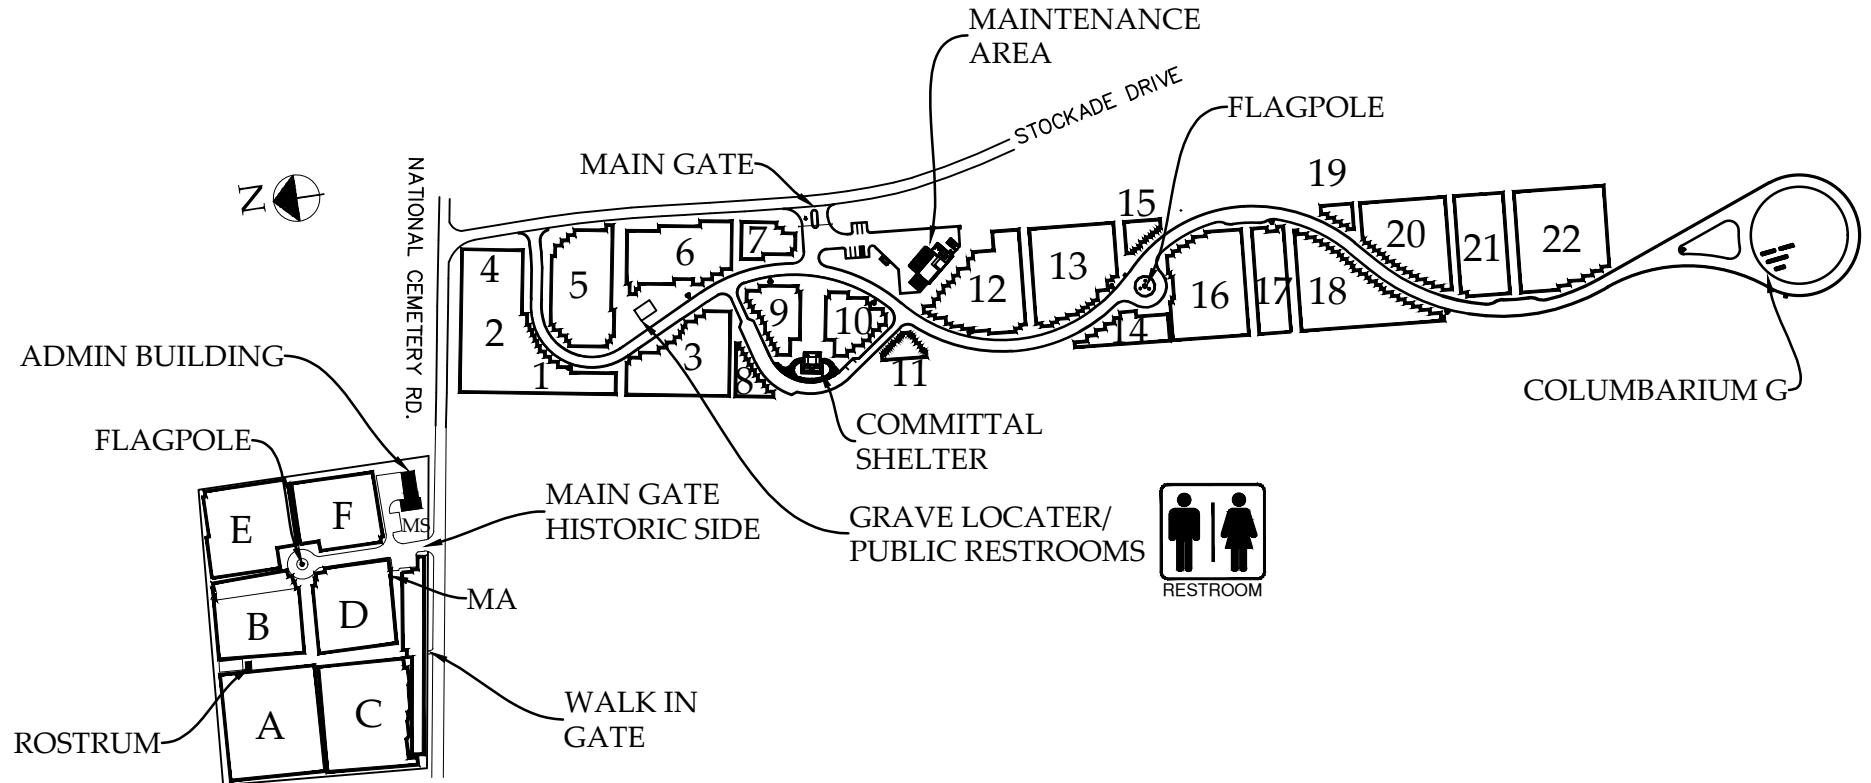 MAINTENANCE
AREA
STOCKADE DRIVE
FLAGPOLE
MAIN GATE
N
NATIONAL CEMETERY RD.
19
15
4
5
6
7
12
13
20
21
22
2
9
10
16
17
18
1
3
8
11
14
ADMIN BUILDING
COLUMBARIUM G
COMMITTAL
SHELTER
FLAGPOLE
MAIN GATE
HISTORIC SIDE
GRAVE LOCATER/
PUBLIC RESTROOMS
RESTROOM
E
F
MS
MA
B
D
WALK IN
GATE
A
C
ROSTRUM